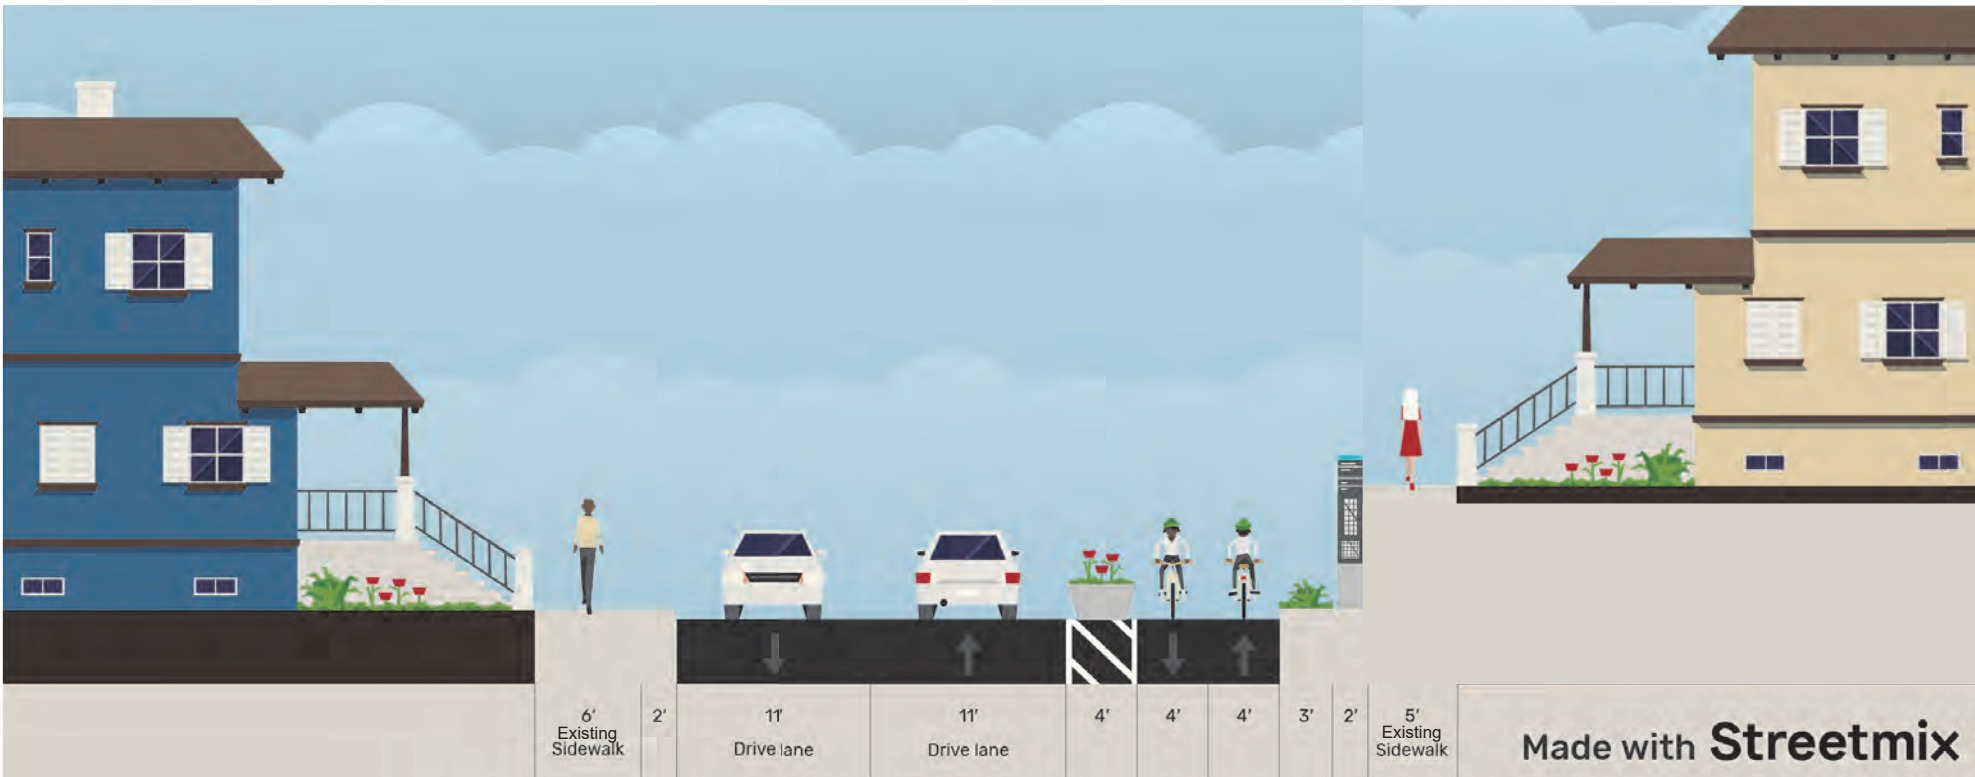 6′
Existing
Sidewalk
2′
11′
Drive lane
11′
Drive lane
4′
4′
4′
3′
2′
5′
Existing
Sidewalk
Made with Streetmix